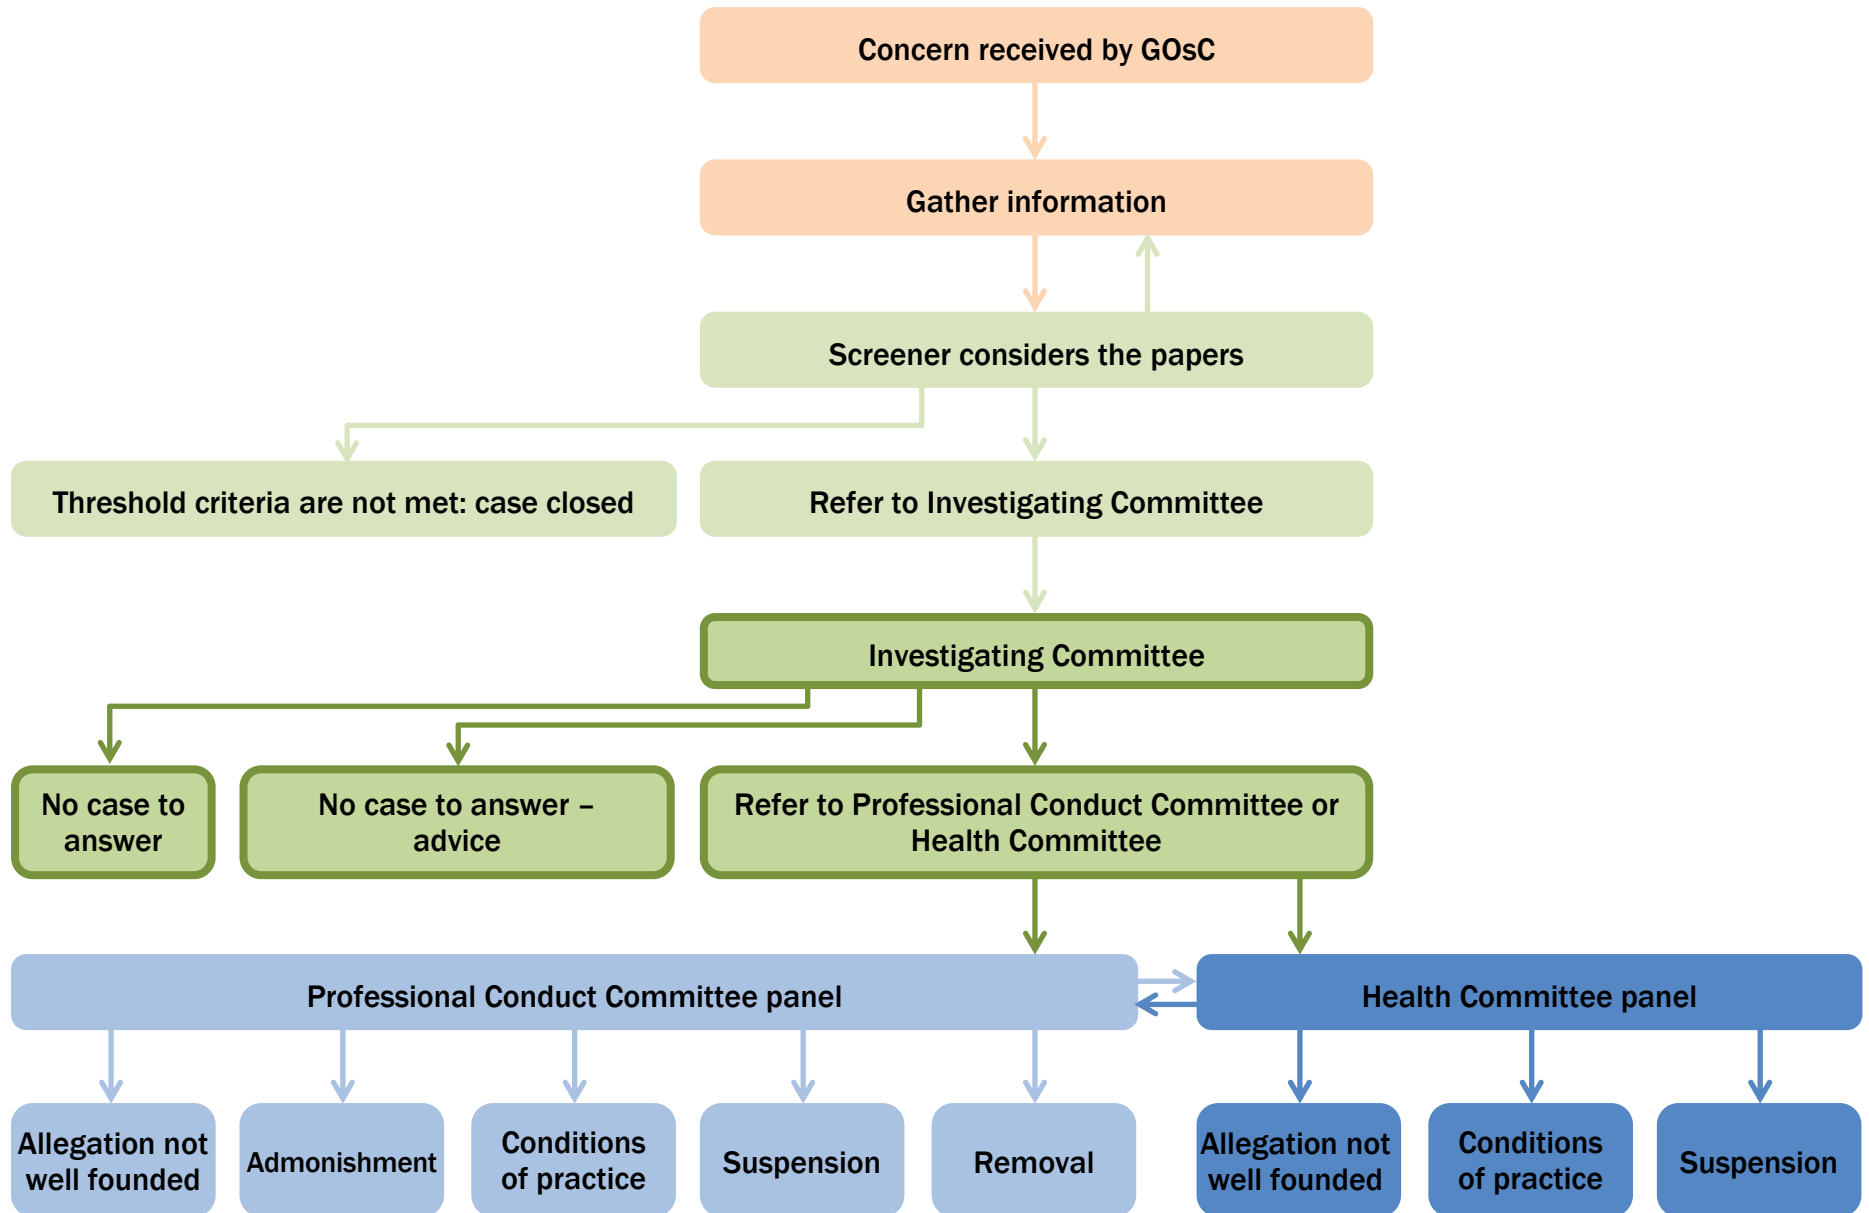 Concern received by GOsC
Gather information
Screener considers the papers
Threshold criteria are not met: case closed
Refer to Investigating Committee
Investigating Committee
No case to
answer
No case to answer –
advice
Refer to Professional Conduct Committee or
Health Committee
Professional Conduct Committee panel
Health Committee panel
Allegation not
well founded
Admonishment
Conditions
of practice
Suspension
Removal
Allegation not
well founded
Conditions
of practice
Suspension